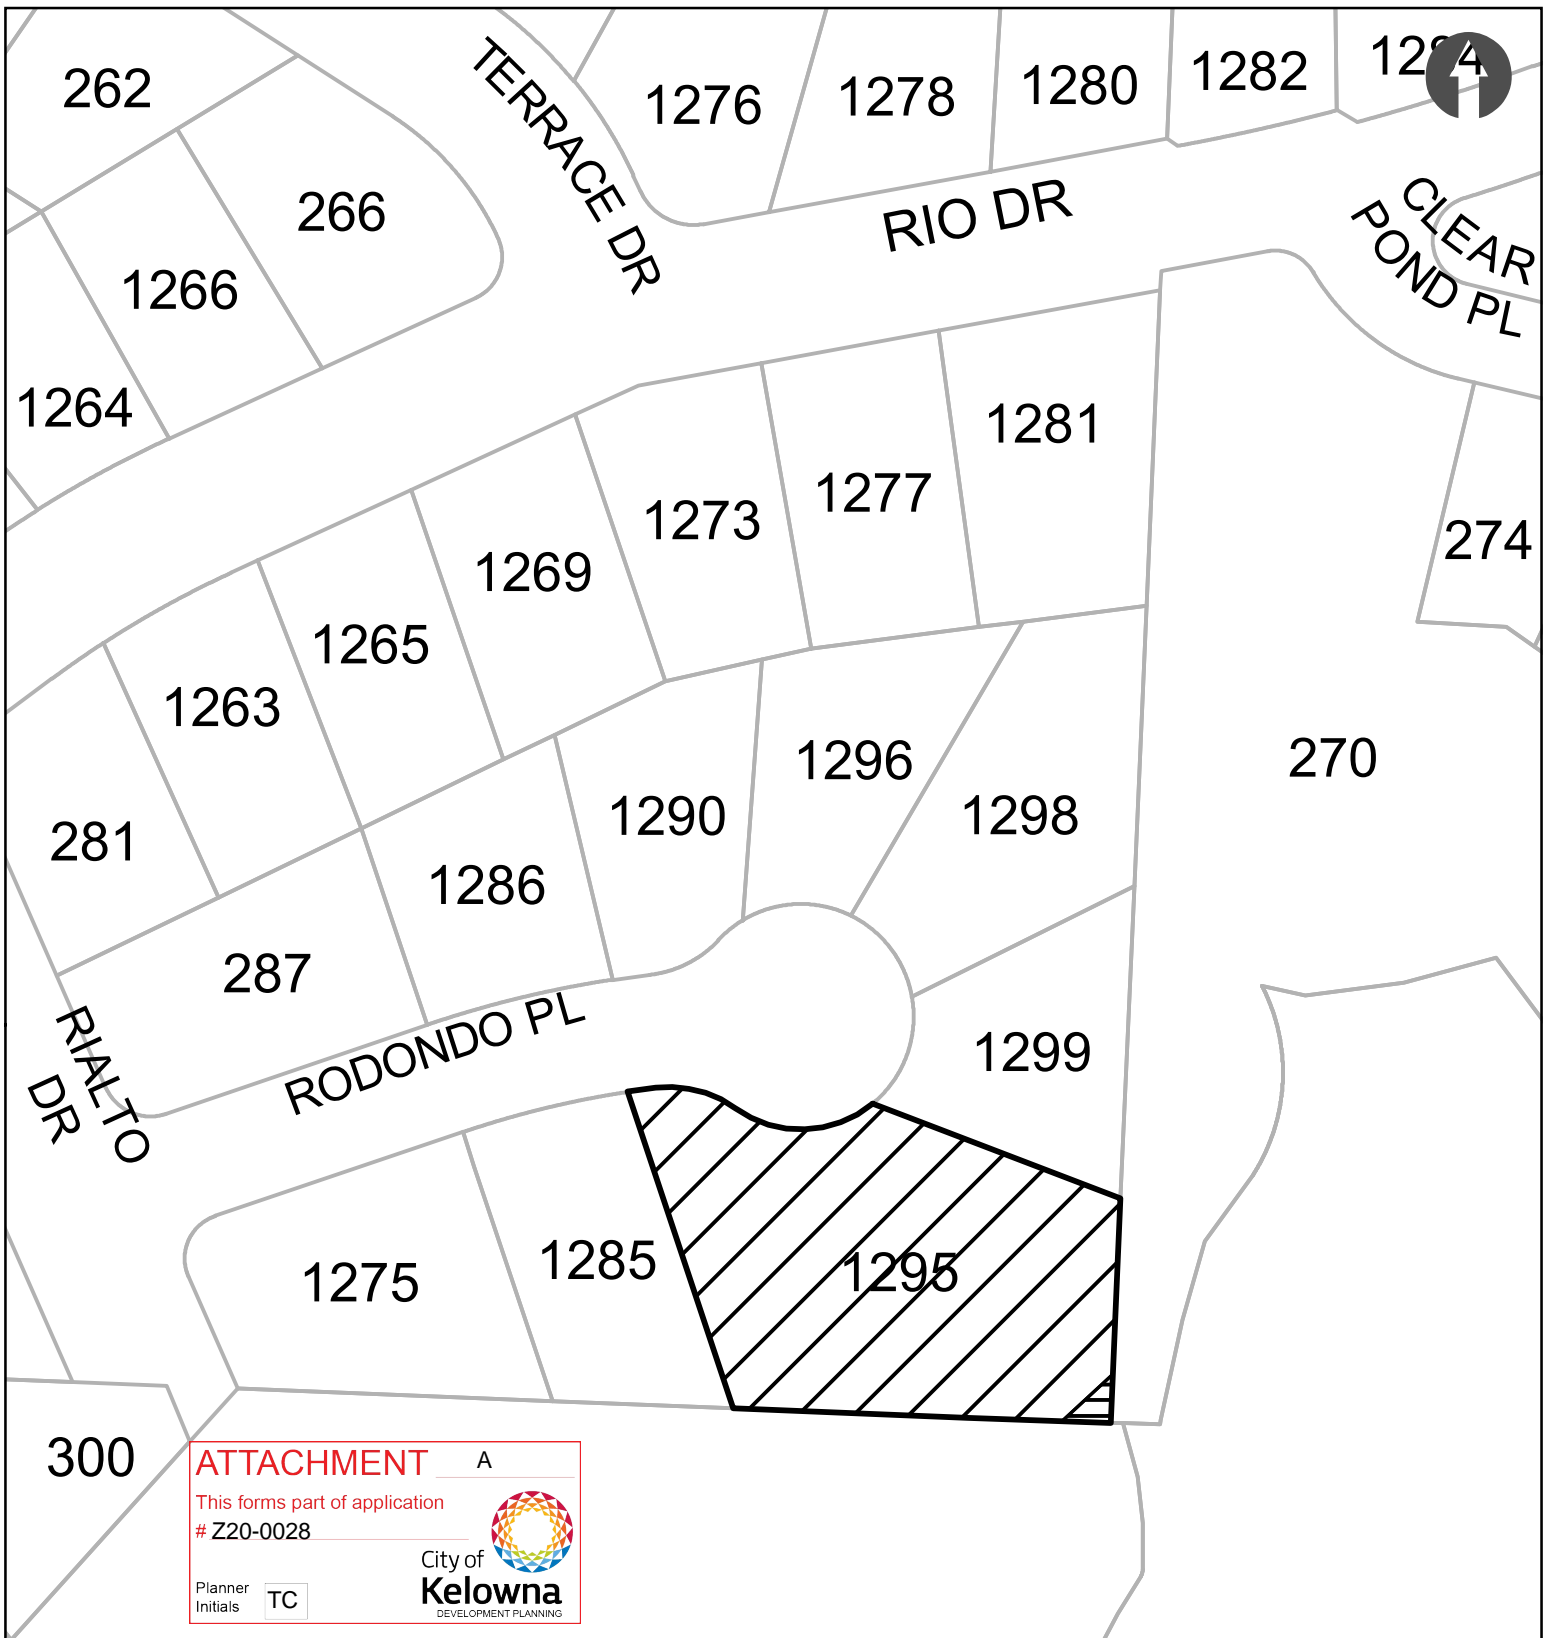 262
TERRACE DR
1276
1278
1280
1282
1284
266
RIO DR
CLEAR
POND PL
1266
1264
1281
1277
1273
274
1269
1265
1263
1296
270
1290
1298
281
1286
287
RODONDO PL
RIALTO
DR
1299
1275
1285
1295
300
ATTACHMENT A
This forms part of application
# Z20-0028
City of
Kelowna
DEVELOPMENT PLANNING
Planner
Initials TC